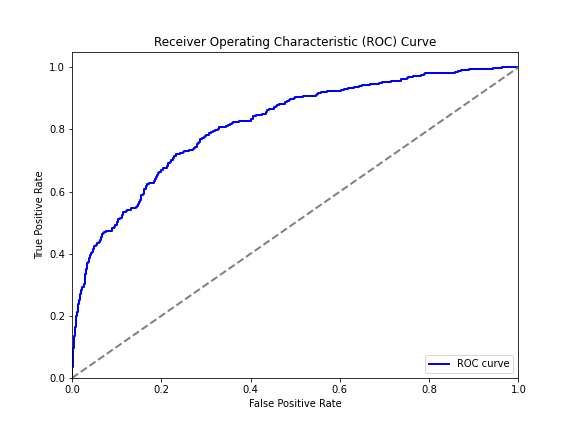 Receiver Operating Characteristic (ROC) Curve
1.0
0.8
0.6
0.4
0.2
0.0
True Positive Rate
ROC curve
0.0 0.2 0.4 0.6 0.8 1.0
False Positive Rate